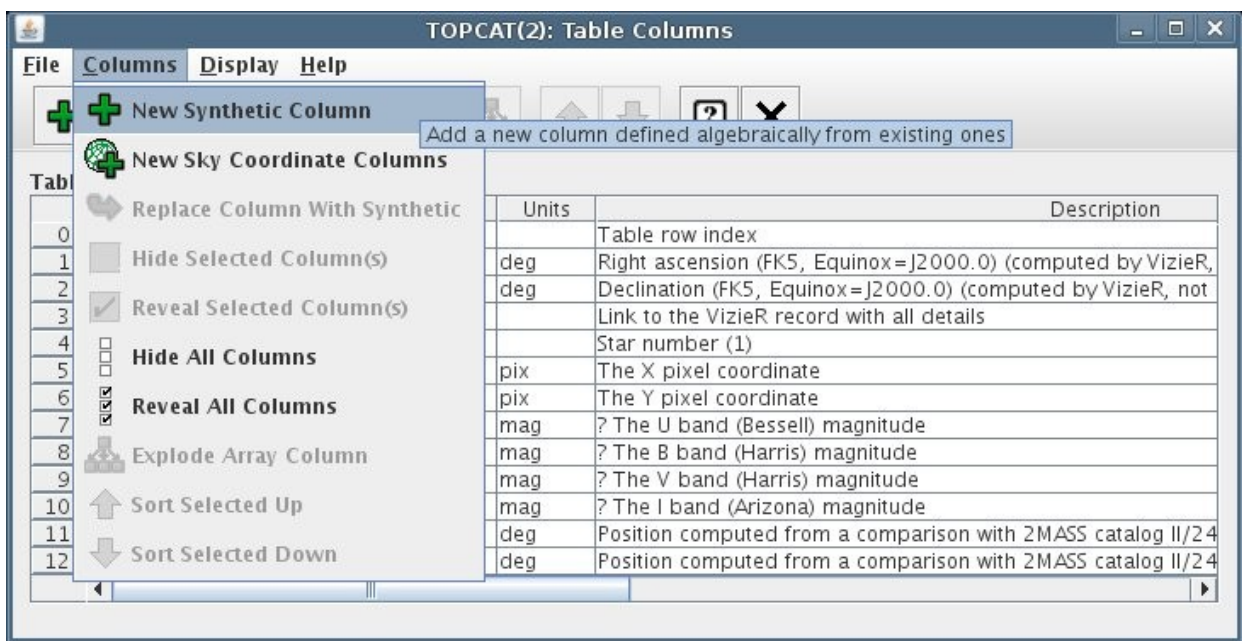 TOPCAT(2): Table Columns
File Columns Display Help
New Synthetic Column
Add a new column defined algebraically from existing ones
New Sky Coordinate Columns
Replace Column With Synthetic
Hide Selected Column(s)
Reveal Selected Column(s)
Hide All Columns
Reveal All Columns
Explode Array Column
Sort Selected Up
Sort Selected Down
Units Description
0 Table row index
1 deg Right ascension (FK5, Equinox=J2000.0) (computed by VizieR,
2 deg Declination (FK5, Equinox=J2000.0) (computed by VizieR, not
3 Link to the VizieR record with all details
4 Star number (1)
5 pix The X pixel coordinate
6 pix The Y pixel coordinate
7 mag ? The U band (Bessell) magnitude
8 mag ? The B band (Harris) magnitude
9 mag ? The V band (Harris) magnitude
10 mag ? The I band (Arizona) magnitude
11 deg Position computed from a comparison with 2MASS catalog II/24
12 deg Position computed from a comparison with 2MASS catalog II/24